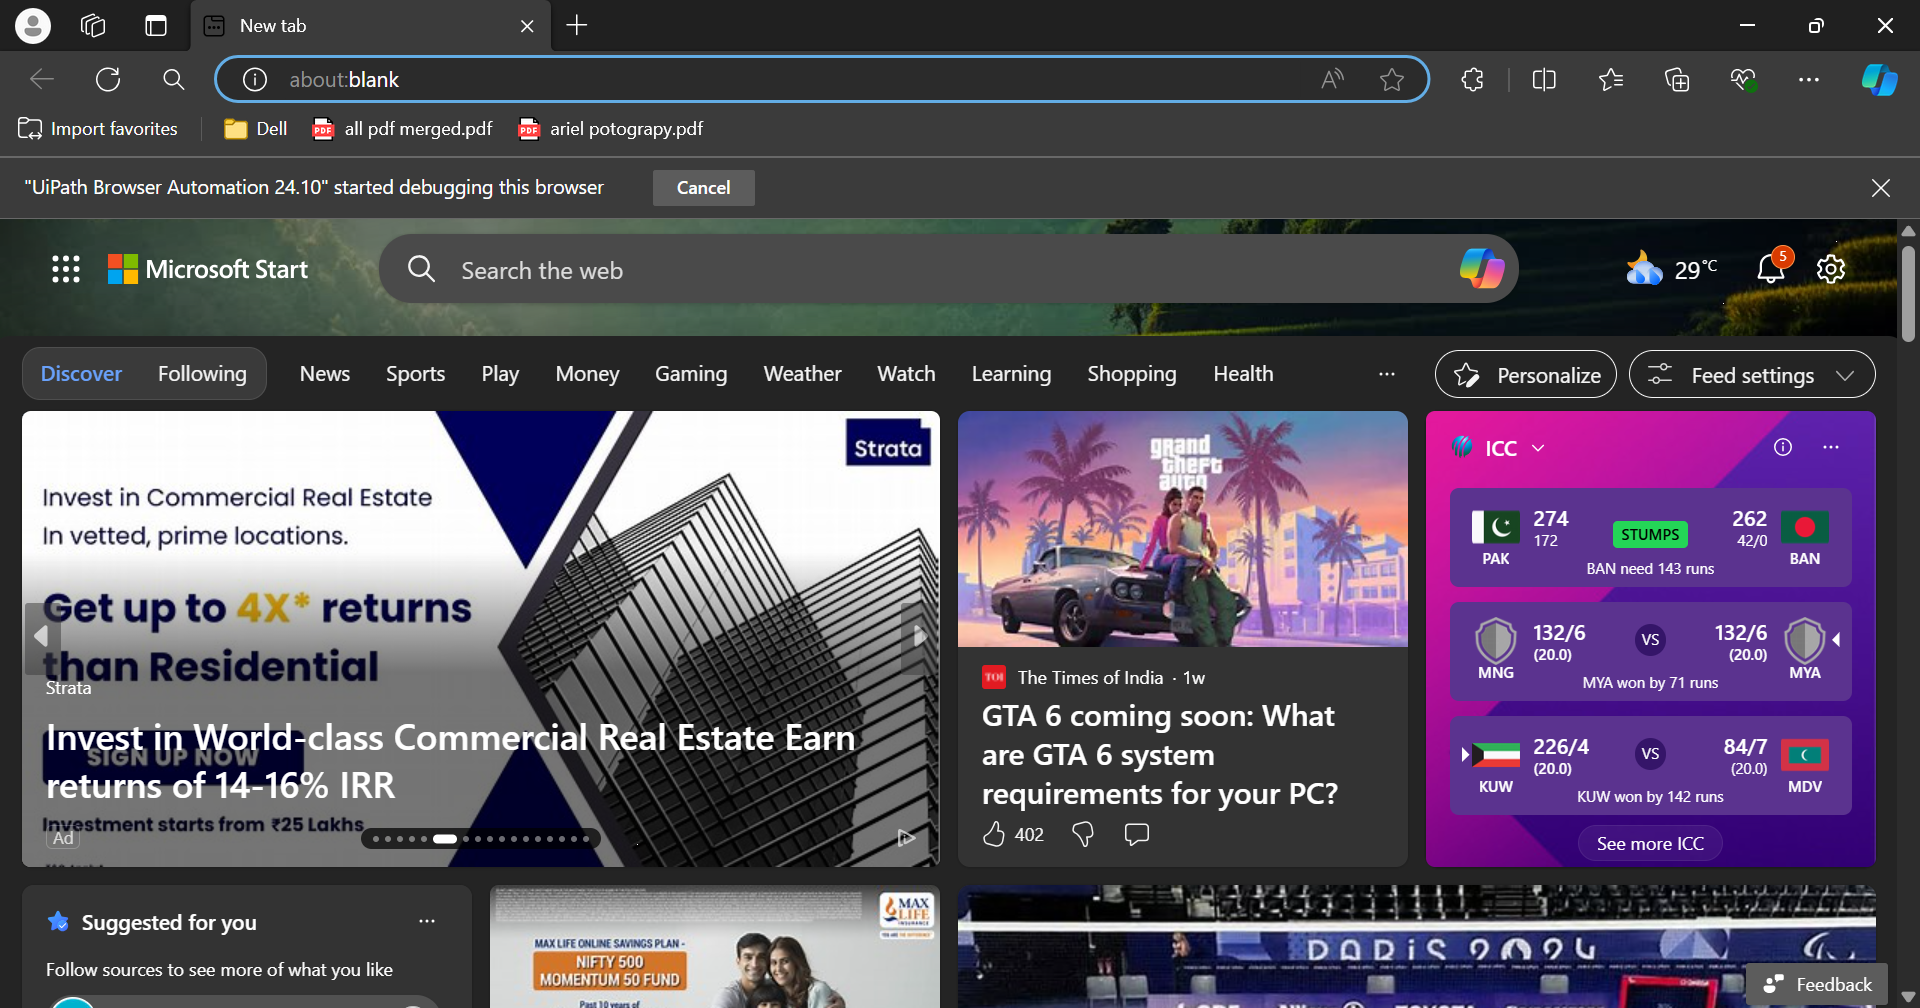 New tab
about:blank
Import favorites
Dell
all pdf merged.pdf
ariel potograpy.pdf
"UiPath Browser Automation 24.10" started debugging this browser
Cancel
Microsoft Start
Search the web
29°C
5
Discover
Following
News
Sports
Play
Money
Gaming
Weather
Watch
Learning
Shopping
Health
Personalize
Feed settings
Strata
Invest in Commercial Real Estate
In vetted, prime locations.
Get up to 4X* returns
than Residential
Strata
SIGN UP NOW
Invest in World-class Commercial Real Estate Earn
returns of 14-16% IRR
Investment starts from ₹25 Lakhs
Ad
grand
theft
auto
TOI
The Times of India · 1w
GTA 6 coming soon: What
are GTA 6 system
requirements for your PC?
402
ICC
274
172
PAK
STUMPS
262
42/0
BAN
BAN need 143 runs
132/6
(20.0)
MNG
VS
132/6
(20.0)
MYA
MYA won by 71 runs
226/4
(20.0)
KUW
VS
84/7
(20.0)
MDV
KUW won by 142 runs
See more ICC
Suggested for you
Follow sources to see more of what you like
MAX
LIFE
INSURANCE
MAX LIFE ONLINE SAVINGS PLAN -
NIFTY 500
MOMENTUM 50 FUND
Past 10 years of
PARIS 2024
Feedback